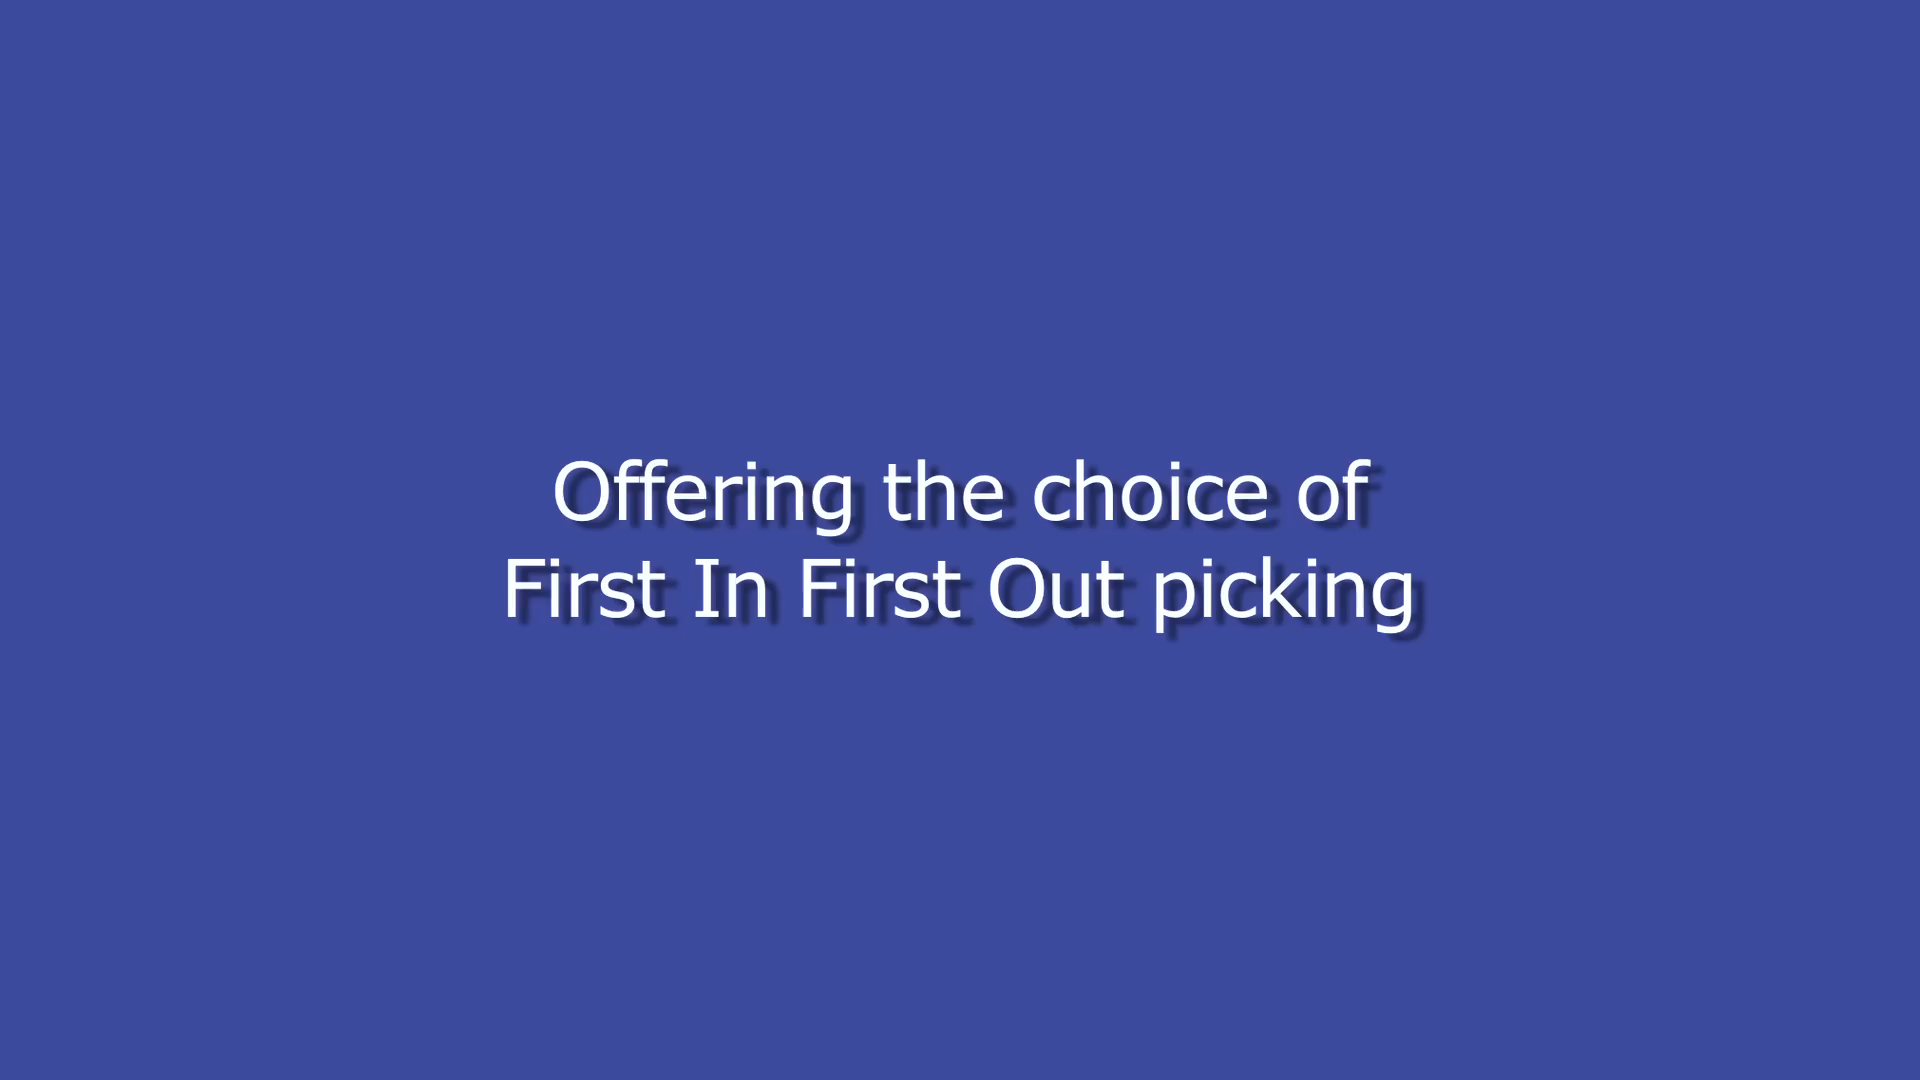 Offering the choice of
First In First Out picking